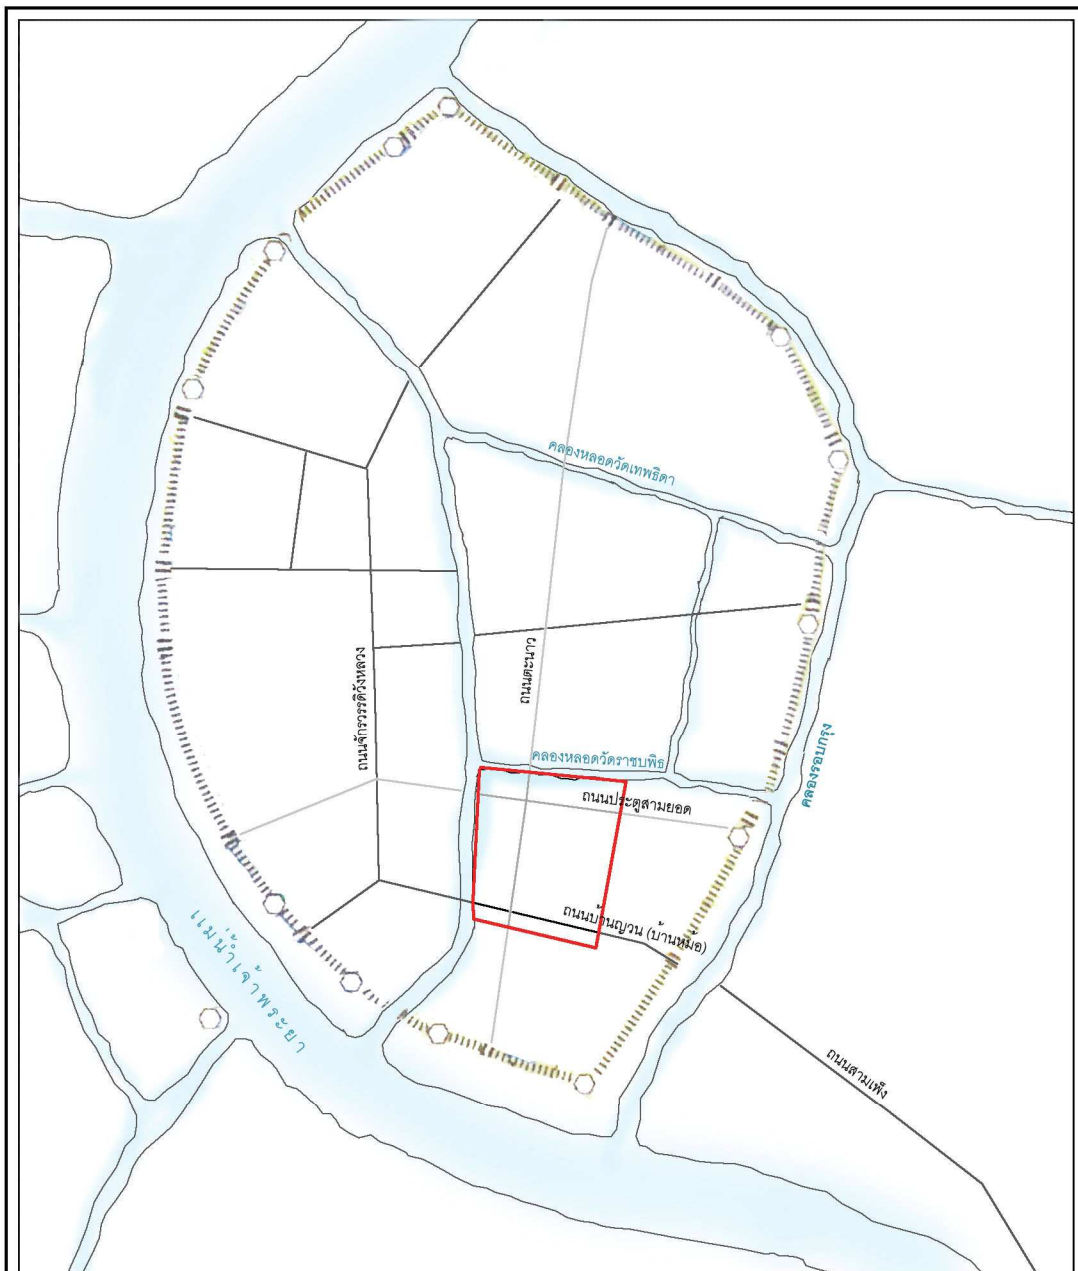 คลองหลอดวัดเทพธิดา
ถนนตะนาว
ถนนจักรวรรดิวังหลวง
คลองหลอดวัดราชบพิธ
คลองรอบกรุง
ถนนประตูสามยอด
ถนนบ้านญวน (บ้านหม้อ)
แม่น้ำเจ้าพระยา
ถนนสามเพ็ง